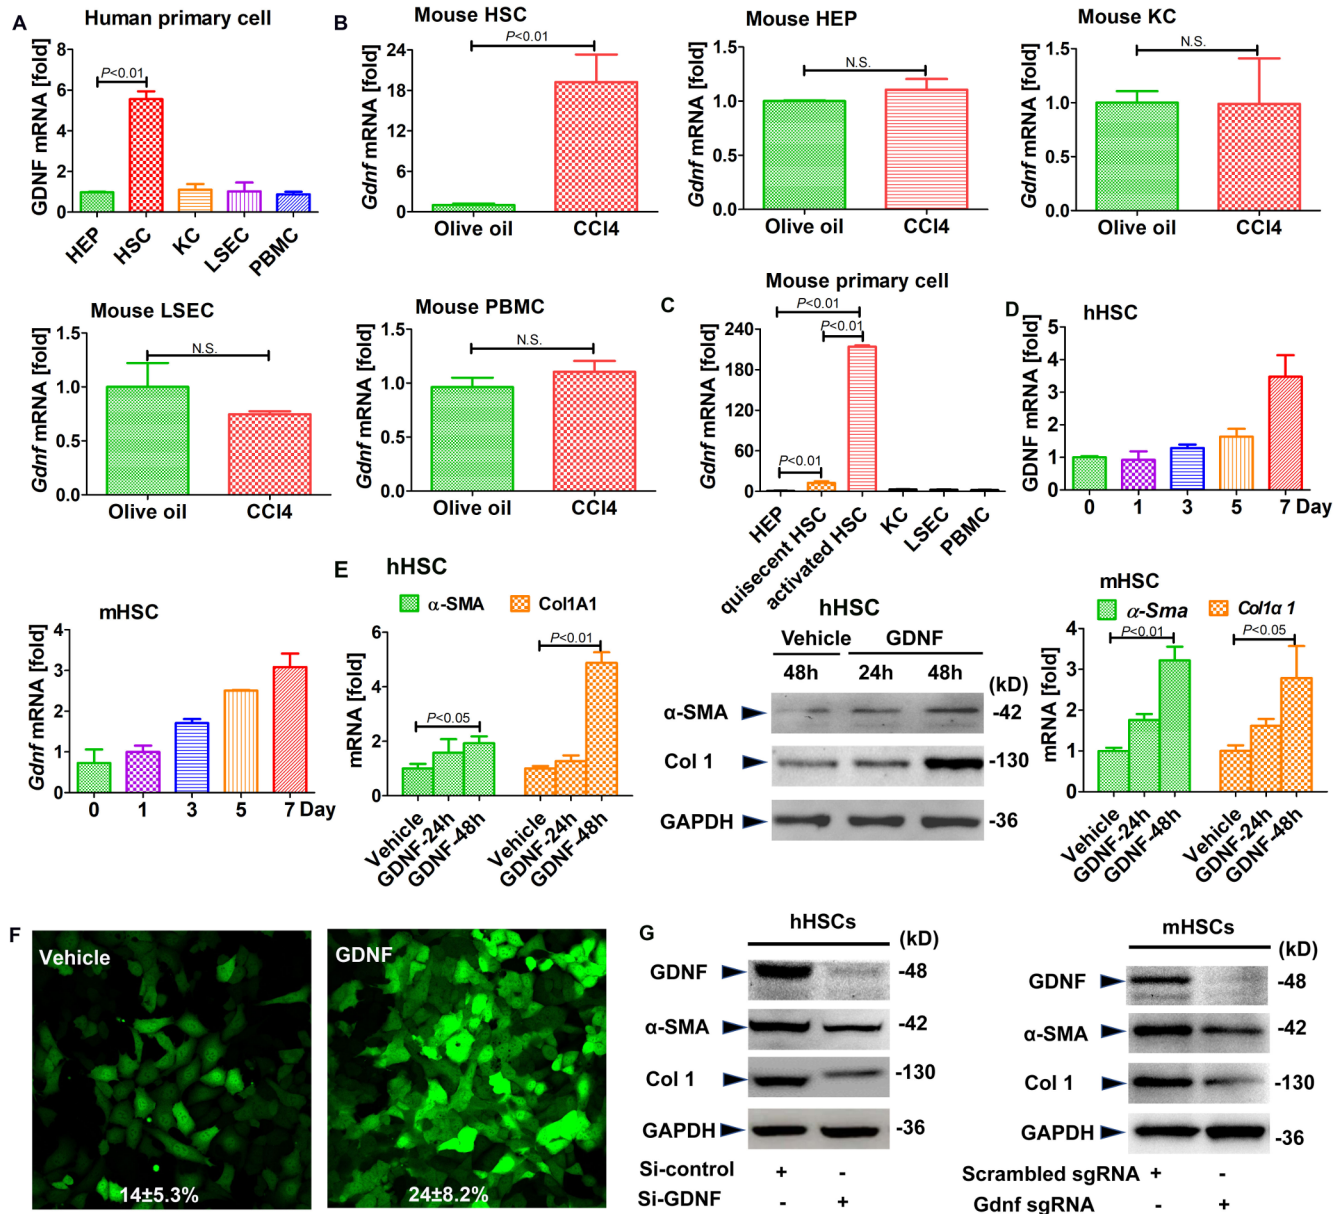 A
Human primary cell
GDNF mRNA [fold]
8
6
4
2
0
P<0.01
HEP
HSC
KC
LSEC
PBMC
B
Mouse HSC
Gdnf mRNA [fold]
24
18
12
6
0
P<0.01
Olive oil
CCl4
Mouse HEP
Gdnf mRNA [fold]
1.5
1.0
0.5
0.0
N.S.
Olive oil
CCl4
Mouse KC
Gdnf mRNA [fold]
1.5
1.0
0.5
0.0
N.S.
Olive oil
CCl4
Mouse LSEC
Gdnf mRNA [fold]
1.5
1.0
0.5
0.0
N.S.
Olive oil
CCl4
Mouse PBMC
Gdnf mRNA [fold]
1.5
1.0
0.5
0.0
N.S.
Olive oil
CCl4
C
Mouse primary cell
Gdnf mRNA [fold]
240
180
120
60
0
P<0.01
P<0.01
P<0.01
HEP
quisecent HSC
activated HSC
KC
LSEC
PBMC
D
hHSC
GDNF mRNA [fold]
5
4
3
2
1
0
0 1 3 5 7 Day
mHSC
Gdnf mRNA [fold]
4
3
2
1
0
0 1 3 5 7 Day
E
hHSC
α-SMA
Col1A1
mRNA [fold]
6
4
2
0
P<0.05
P<0.01
Vehicle
GDNF-24h
GDNF-48h
Vehicle
GDNF-24h
GDNF-48h
hHSC
Vehicle GDNF
48h 24h 48h
(kD)
α-SMA -42
Col 1 -130
GAPDH -36
mHSC
α-Sma
Col1α 1
mRNA [fold]
4
3
2
1
0
P<0.01
P<0.05
Vehicle
GDNF-24h
GDNF-48h
Vehicle
GDNF-24h
GDNF-48h
F
Vehicle
14±5.3%
GDNF
24±8.2%
G
hHSCs
(kD)
GDNF -48
α-SMA -42
Col 1 -130
GAPDH -36
Si-control + -
Si-GDNF - +
mHSCs
(kD)
GDNF -48
α-SMA -42
Col 1 -130
GAPDH -36
Scrambled sgRNA + -
Gdnf sgRNA - +